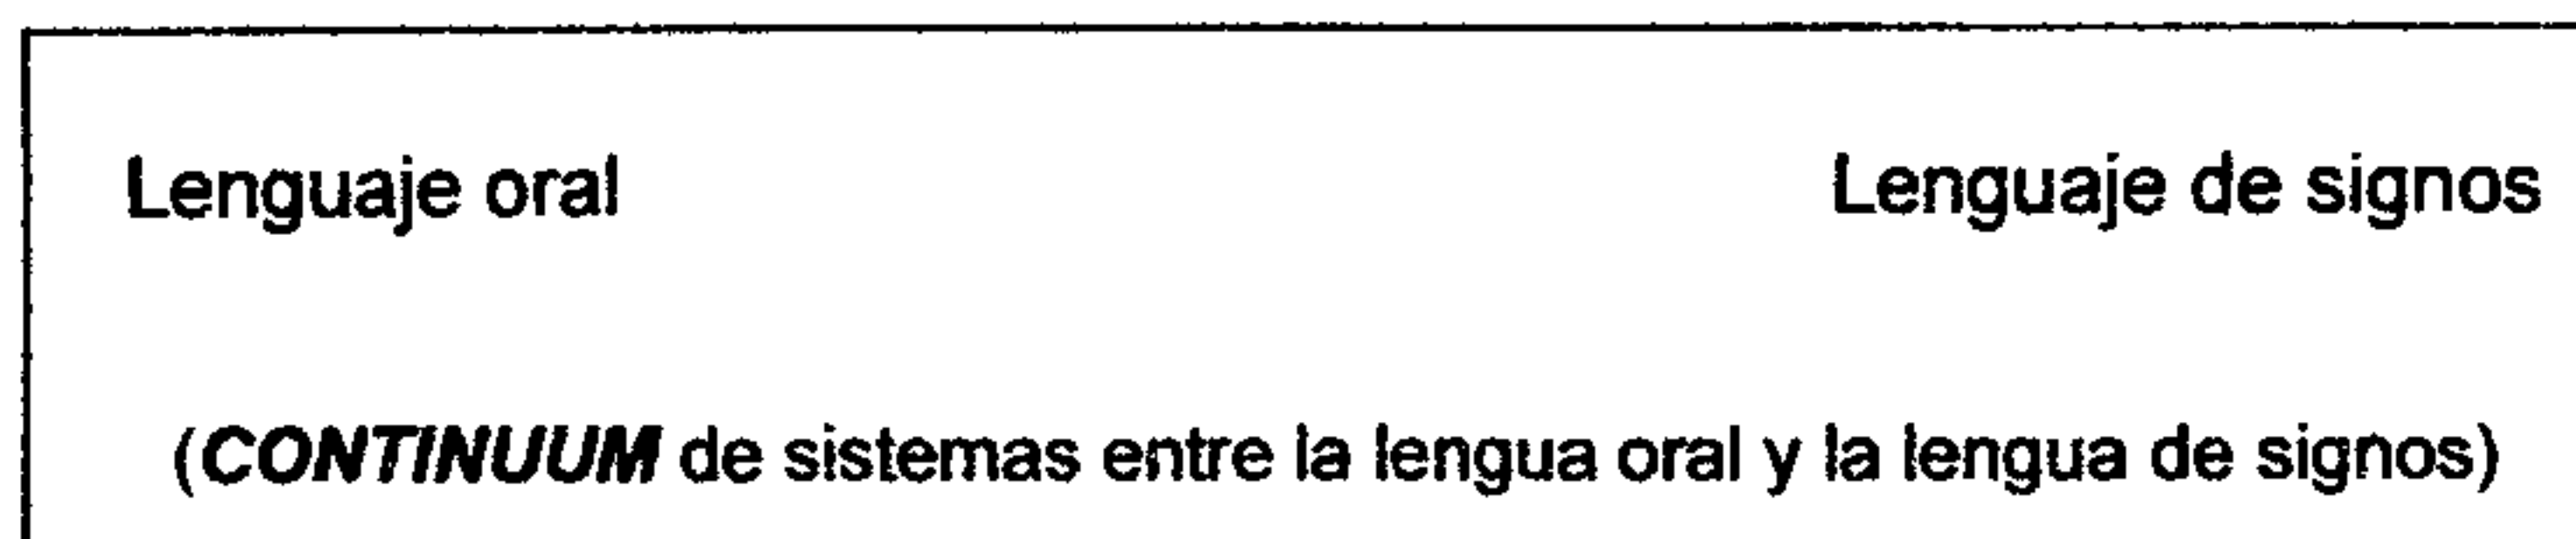 Lenguaje oral Lenguaje de signos
(CONTINUUM de sistemas entre la lengua oral y la lengua de signos)